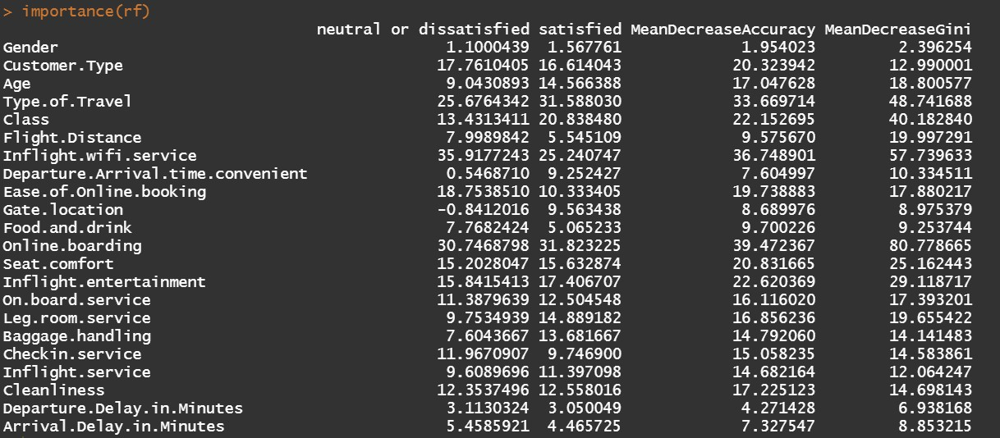 > importance(rf)
neutral or dissatisfied satisfied MeanDecreaseAccuracy MeanDecreaseGini
Gender 1.1000439 1.567761 1.954023 2.396254
Customer.Type 17.7610405 16.614043 20.323942 12.990001
Age 9.0430893 14.566388 17.047628 18.800577
Type.of.Travel 25.6764342 31.588030 33.669714 48.741688
Class 13.4313411 20.838480 22.152695 40.182840
Flight.Distance 7.9989842 5.545109 9.575670 19.997291
Inflight.wifi.service 35.9177243 25.240747 36.748901 57.739633
Departure.Arrival.time.convenient 0.5468710 9.252427 7.604997 10.334511
Ease.of.Online.booking 18.7538510 10.333405 19.738883 17.880217
Gate.location -0.8412016 9.563438 8.689976 8.975379
Food.and.drink 7.7682424 5.065233 9.700226 9.253744
Online.boarding 30.7468798 31.823225 39.472367 80.778665
Seat.comfort 15.2028047 15.632874 20.831665 25.162443
Inflight.entertainment 15.8415413 17.406707 22.620369 29.118717
On.board.service 11.3879639 12.504548 16.116020 17.393201
Leg.room.service 9.7534939 14.889182 16.856236 19.655422
Baggage.handling 7.6043667 13.681667 14.792060 14.141483
Checkin.service 11.9670907 9.746900 15.058235 14.583861
Inflight.service 9.6089696 11.397098 14.682164 12.064247
Cleanliness 12.3537496 12.558016 17.225123 14.698143
Departure.Delay.in.Minutes 3.1130324 3.050049 4.271428 6.938168
Arrival.Delay.in.Minutes 5.4585921 4.465725 7.327547 8.853215